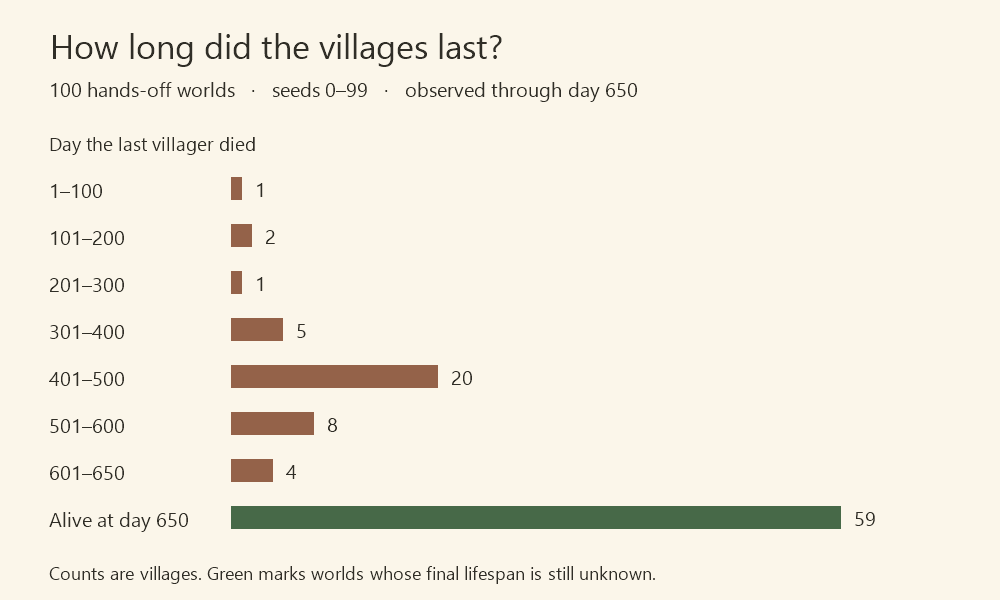 How long did the villages last?
100 hands-off worlds · seeds 0–99 · observed through day 650
Day the last villager died
1–100 1
101–200 2
201–300 1
301–400 5
401–500 20
501–600 8
601–650 4
Alive at day 650 59
Counts are villages. Green marks worlds whose final lifespan is still unknown.